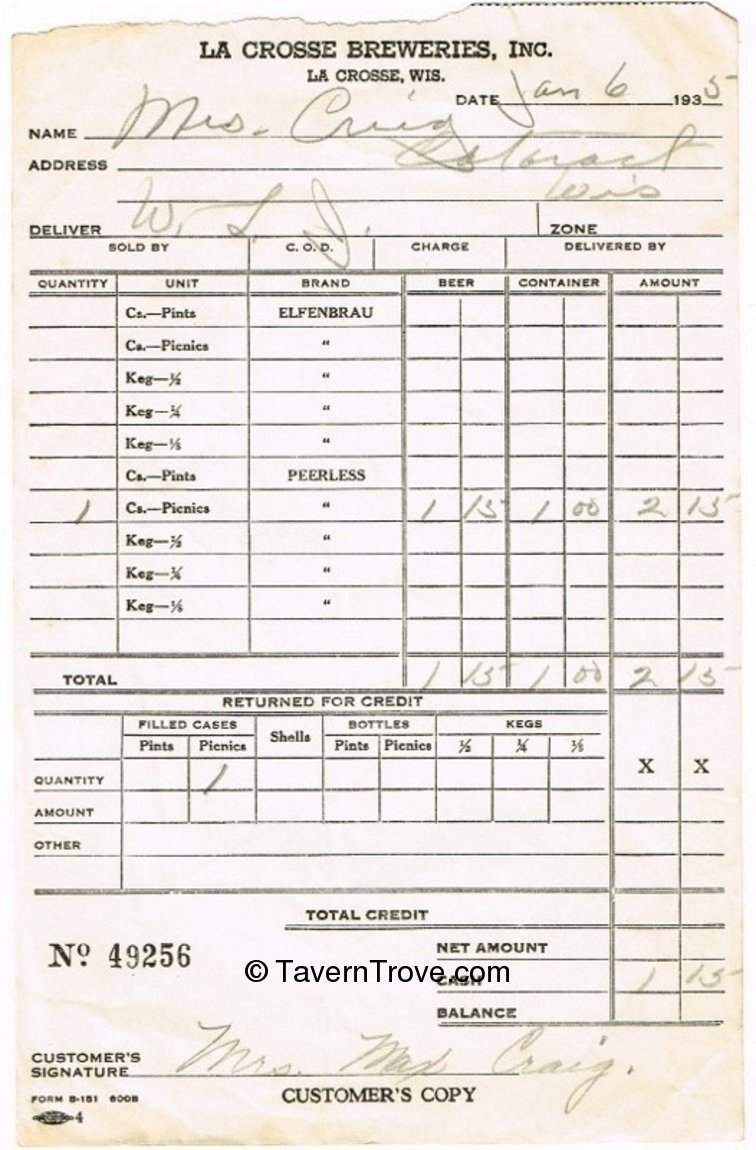 LA CROSSE BREWERIES, INC.
LA CROSSE, WIS.
DATE Jan 6 1935
NAME Mrs. Craig
ADDRESS Cataract
Wis
DELIVER W. L. J. ZONE
SOLD BY C. O. D. CHARGE DELIVERED BY
QUANTITY UNIT BRAND BEER CONTAINER AMOUNT
Cs.—Pints ELFENBRAU
Cs.—Picnics "
Keg—½ "
Keg—¼ "
Keg—⅛ "
Cs.—Pints PEERLESS
1 Cs.—Picnics " 1 15 1 00 2 15
Keg—½ "
Keg—¼ "
Keg—⅛ "
TOTAL 1 15 1 00 2 15
RETURNED FOR CREDIT
FILLED CASES Shells BOTTLES KEGS
Pints Picnics Pints Picnics ½ ¼ ⅛
X X
QUANTITY 1
AMOUNT
OTHER
TOTAL CREDIT
Nº 49256
NET AMOUNT
© TavernTrove.com
CASH 1 15
BALANCE
CUSTOMER'S
SIGNATURE Mrs. Max Craig.
FORM B-151 600B
CUSTOMER'S COPY
4